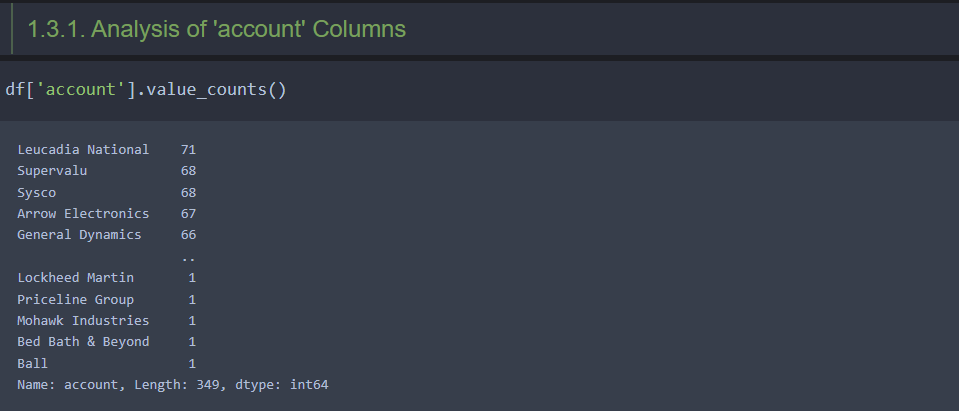 1.3.1. Analysis of 'account' Columns
df['account'].value_counts()
Leucadia National    71
Supervalu            68
Sysco                68
Arrow Electronics    67
General Dynamics     66
                     ..
Lockheed Martin       1
Priceline Group       1
Mohawk Industries     1
Bed Bath & Beyond     1
Ball                  1
Name: account, Length: 349, dtype: int64